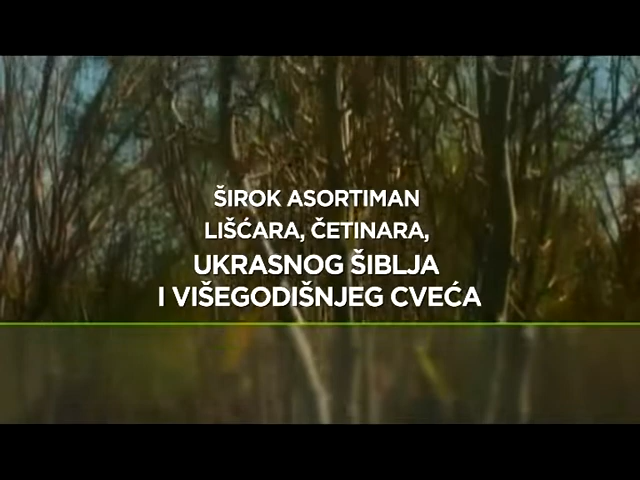 ŠIROK ASORTIMAN
LIŠĆARA, ČETINARA,
UKRASNOG ŠIBLJA
I VIŠEGODIŠNJEG CVEĆA